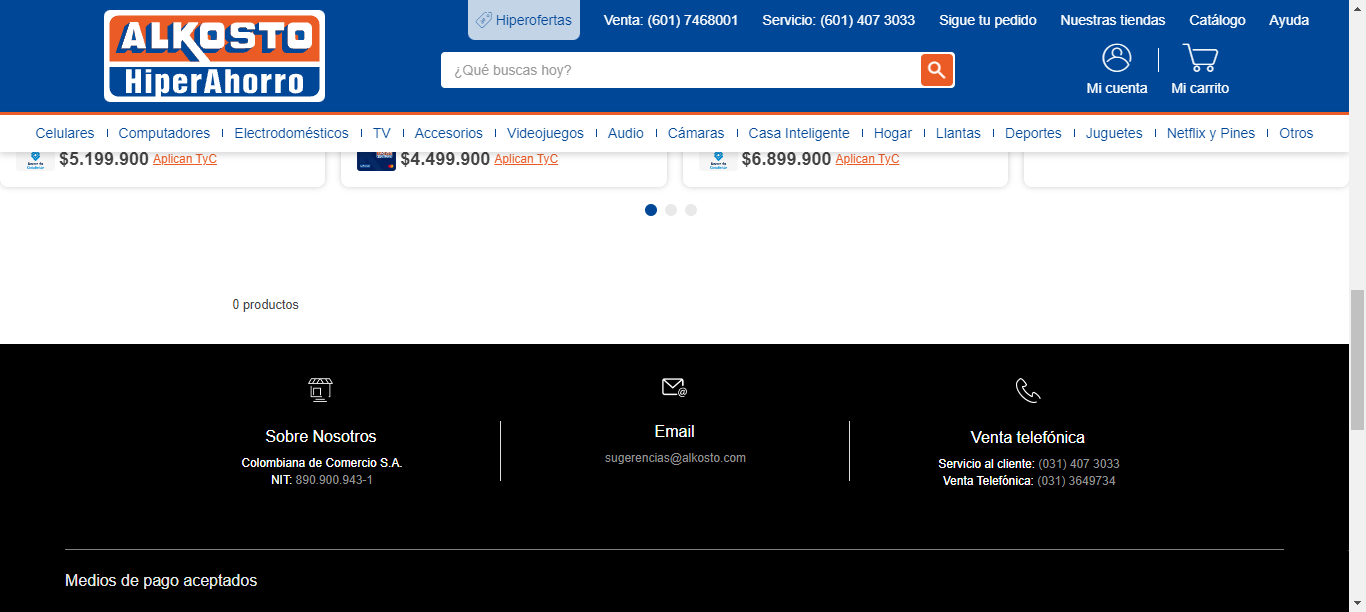 ALKOSTO
HiperAhorro
Hiperofertas
Venta: (601) 7468001
Servicio: (601) 407 3033
Sigue tu pedido
Nuestras tiendas
Catálogo
Ayuda
¿Qué buscas hoy?
Mi cuenta
Mi carrito
Celulares
Computadores
Electrodomésticos
TV
Accesorios
Videojuegos
Audio
Cámaras
Casa Inteligente
Hogar
Llantas
Deportes
Juguetes
Netflix y Pines
Otros
$5.199.900 Aplican TyC
$4.499.900 Aplican TyC
$6.899.900 Aplican TyC
0 productos
Sobre Nosotros
Colombiana de Comercio S.A.
NIT: 890.900.943-1
Email
sugerencias@alkosto.com
Venta telefónica
Servicio al cliente: (031) 407 3033
Venta Telefónica: (031) 3649734
Medios de pago aceptados